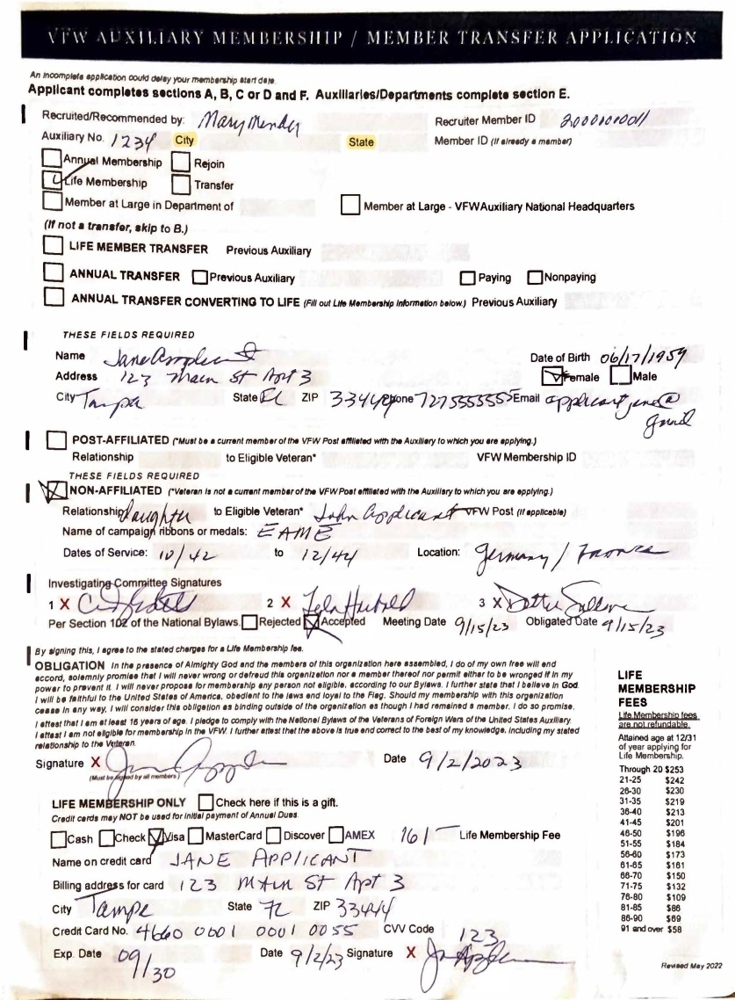 VFW AUXILIARY MEMBERSHIP / MEMBER TRANSFER APPLICATION
An incomplete application could delay your membership start date.
Applicant completes sections A, B, C or D and F. Auxiliaries/Departments complete section E.
Recruited/Recommended by: Mary Member Recruiter Member ID 200010001
Auxiliary No. 1234 City State Member ID (If already a member)
Annual Membership Rejoin
Life Membership Transfer
Member at Large in Department of Member at Large - VFW Auxiliary National Headquarters
(If not a transfer, skip to B.)
LIFE MEMBER TRANSFER Previous Auxiliary
ANNUAL TRANSFER Previous Auxiliary Paying Nonpaying
ANNUAL TRANSFER CONVERTING TO LIFE (Fill out Life Membership Information below.) Previous Auxiliary
THESE FIELDS REQUIRED
Name Jane Applicant Date of Birth 06/17/1959
Address 123 Main St Apt 3 Female Male
City Tampa State FL ZIP 33444 Phone 7275555555 Email applicantjane@
gmail
POST-AFFILIATED (*Must be a current member of the VFW Post affiliated with the Auxiliary to which you are applying.)
Relationship to Eligible Veteran* VFW Membership ID
THESE FIELDS REQUIRED
NON-AFFILIATED (*Veteran is not a current member of the VFW Post affiliated with the Auxiliary to which you are applying.)
Relationship daughter to Eligible Veteran* John Applicant VFW Post (if applicable)
Name of campaign ribbons or medals: EAME
Dates of Service: 10/42 to 12/44 Location: Germany / France
Investigating Committee Signatures
1 X 2 X 3 X
Per Section 102 of the National Bylaws. Rejected Accepted Meeting Date 9/15/23 Obligated Date 9/15/23
By signing this, I agree to the stated charges for a Life Membership fee.
OBLIGATION In the presence of Almighty God and the members of this organization here assembled, I do of my own free will and
accord, solemnly promise that I will never wrong or defraud this organization nor a member thereof nor permit either to be wronged if in my
power to prevent it. I will never propose for membership any person not eligible, according to our Bylaws. I further state that I believe in God.
I will be faithful to the United States of America, obedient to the laws and loyal to the Flag. Should my membership with this organization
cease in any way, I will consider this obligation as binding outside of the organization as though I had remained a member. I do so promise.
I attest that I am at least 16 years of age. I pledge to comply with the National Bylaws of the Veterans of Foreign Wars of the United States Auxiliary.
I attest I am not eligible for membership in the VFW. I further attest that the above is true and correct to the best of my knowledge, including my stated
relationship to the Veteran.
Signature X Date 9/2/2023
(Must be signed by all members)
LIFE MEMBERSHIP ONLY Check here if this is a gift.
Credit cards may NOT be used for initial payment of Annual Dues.
Cash Check Visa MasterCard Discover AMEX 161/ Life Membership Fee
Name on credit card JANE APPLICANT
Billing address for card 123 Main St Apt 3
City Tampa State FL ZIP 33444
Credit Card No. 4660 0001 0001 0055 CVV Code 123
Exp. Date 09/30 Date 9/2/23 Signature X
LIFE
MEMBERSHIP
FEES
Life Membership fees
are not refundable.
Attained age at 12/31
of year applying for
Life Membership.
Through 20 $253
21-25 $242
26-30 $230
31-35 $219
36-40 $213
41-45 $201
46-50 $196
51-55 $184
56-60 $173
61-65 $161
66-70 $150
71-75 $132
76-80 $109
81-85 $86
86-90 $69
91 and over $58
Revised May 2022